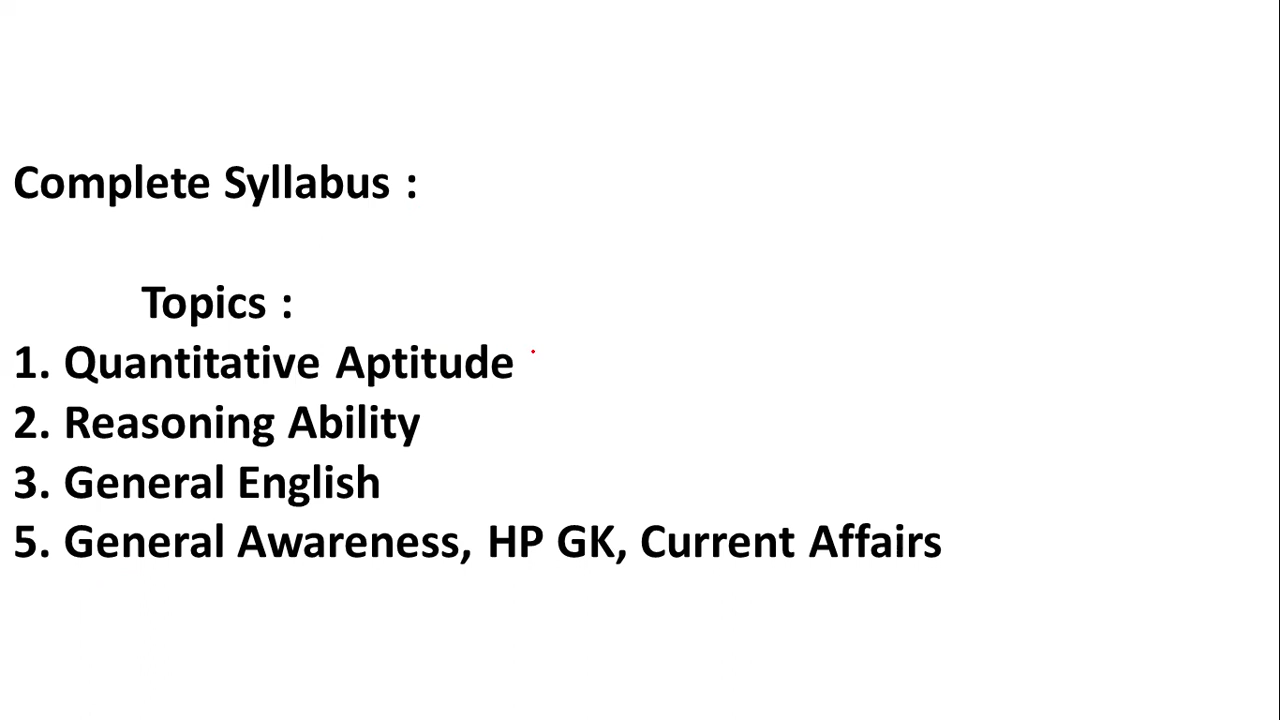 Complete Syllabus :
Topics :
1. Quantitative Aptitude
2. Reasoning Ability
3. General English
5. General Awareness, HP GK, Current Affairs